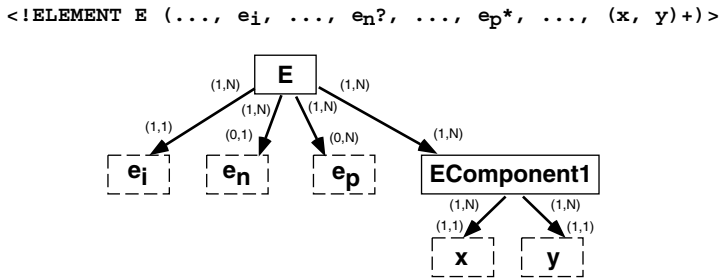 <!ELEMENT E (..., ei, ..., en?, ..., ep*, ..., (x, y)+)>
E
(1,N) (1,N) (1,N) (1,N)
(1,1) (0,1) (0,N) (1,N)
ei en ep EComponent1
(1,N) (1,N)
(1,1) (1,1)
x y